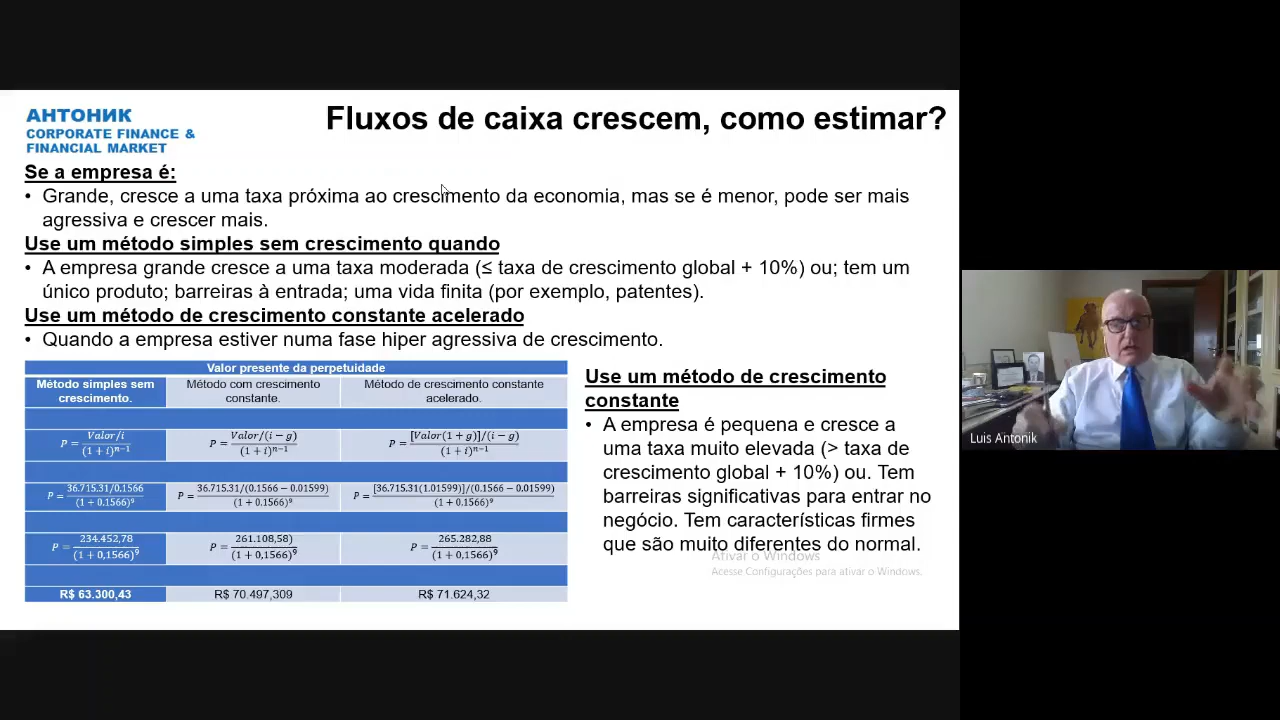 АНТОНИК
CORPORATE FINANCE &
FINANCIAL MARKET
Fluxos de caixa crescem, como estimar?
Se a empresa é:
• Grande, cresce a uma taxa próxima ao crescimento da economia, mas se é menor, pode ser mais
agressiva e crescer mais.
Use um método simples sem crescimento quando
• A empresa grande cresce a uma taxa moderada (≤ taxa de crescimento global + 10%) ou; tem um
único produto; barreiras à entrada; uma vida finita (por exemplo, patentes).
Use um método de crescimento constante acelerado
• Quando a empresa estiver numa fase hiper agressiva de crescimento.
Valor presente da perpetuidade
Método simples sem crescimento.
Método com crescimento constante.
Método de crescimento constante acelerado.
P = Valor/i / (1 + i)^n−1
P = Valor/(i − g) / (1 + i)^n−1
P = [Valor(1 + g)]/(i − g) / (1 + i)^n−1
P = 36.715.31/0.1566 / (1 + 0.1566)^9
P = 36.715.31/(0.1566 − 0.01599) / (1 + 0.1566)^9
P = [36.715.31(1.01599)]/(0.1566 − 0.01599) / (1 + 0.1566)^9
P = 234.452,78 / (1 + 0,1566)^9
P = 261.108,58) / (1 + 0,1566)^9
P = 265.282,88 / (1 + 0,1566)^9
R$ 63.300,43
R$ 70.497,309
R$ 71.624,32
Use um método de crescimento
constante
• A empresa é pequena e cresce a
uma taxa muito elevada (> taxa de
crescimento global + 10%) ou. Tem
barreiras significativas para entrar no
negócio. Tem características firmes
que são muito diferentes do normal.
Ativar o Windows
Acesse Configurações para ativar o Windows.
Luis Antonik